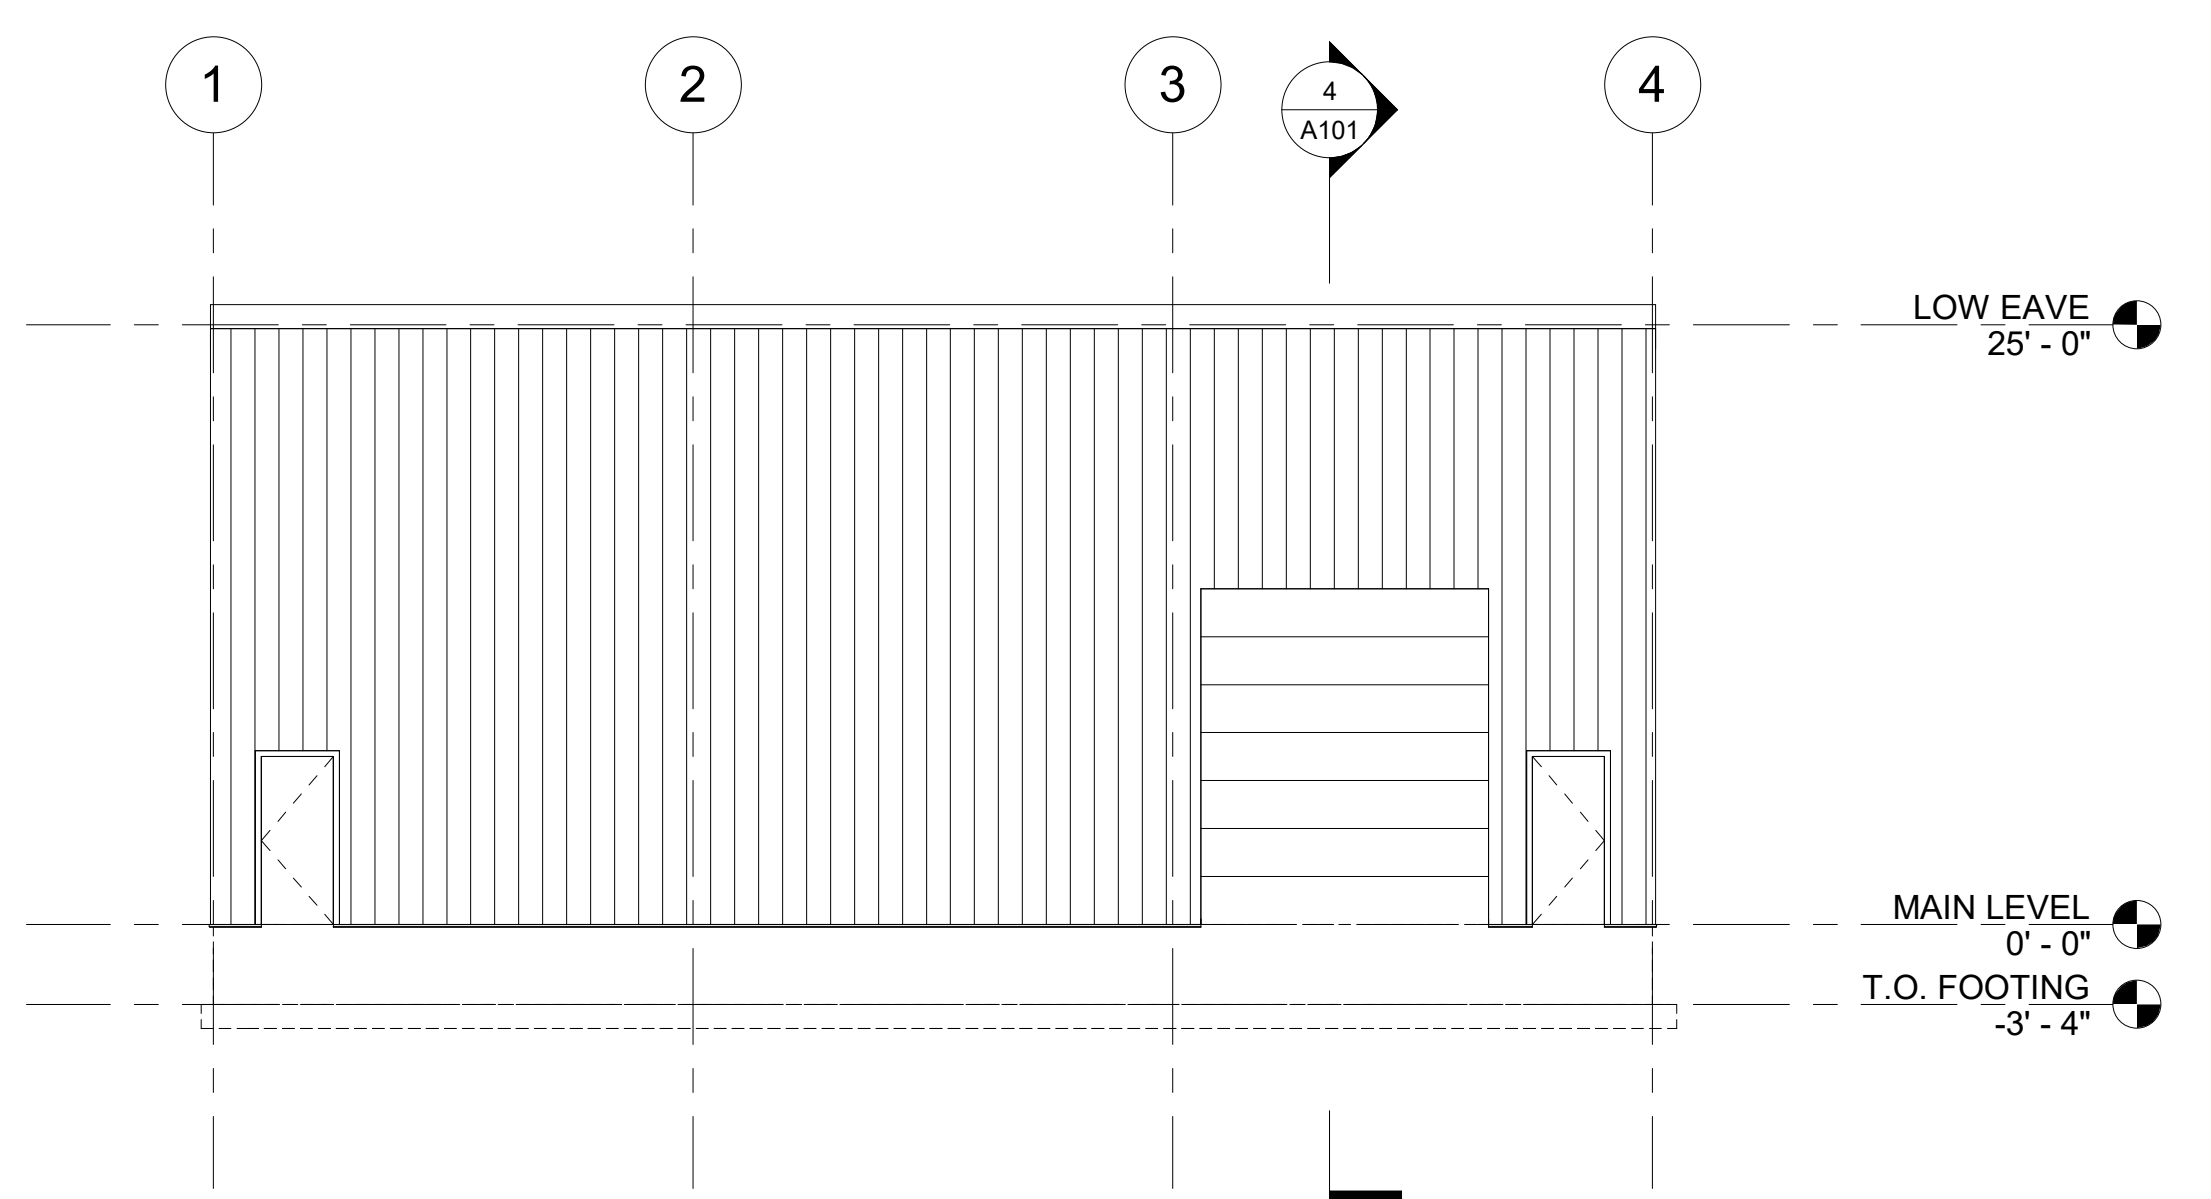 1
2
3
4
A101
4
LOW EAVE
25' - 0"
MAIN LEVEL
0' - 0"
T.O. FOOTING
-3' - 4"